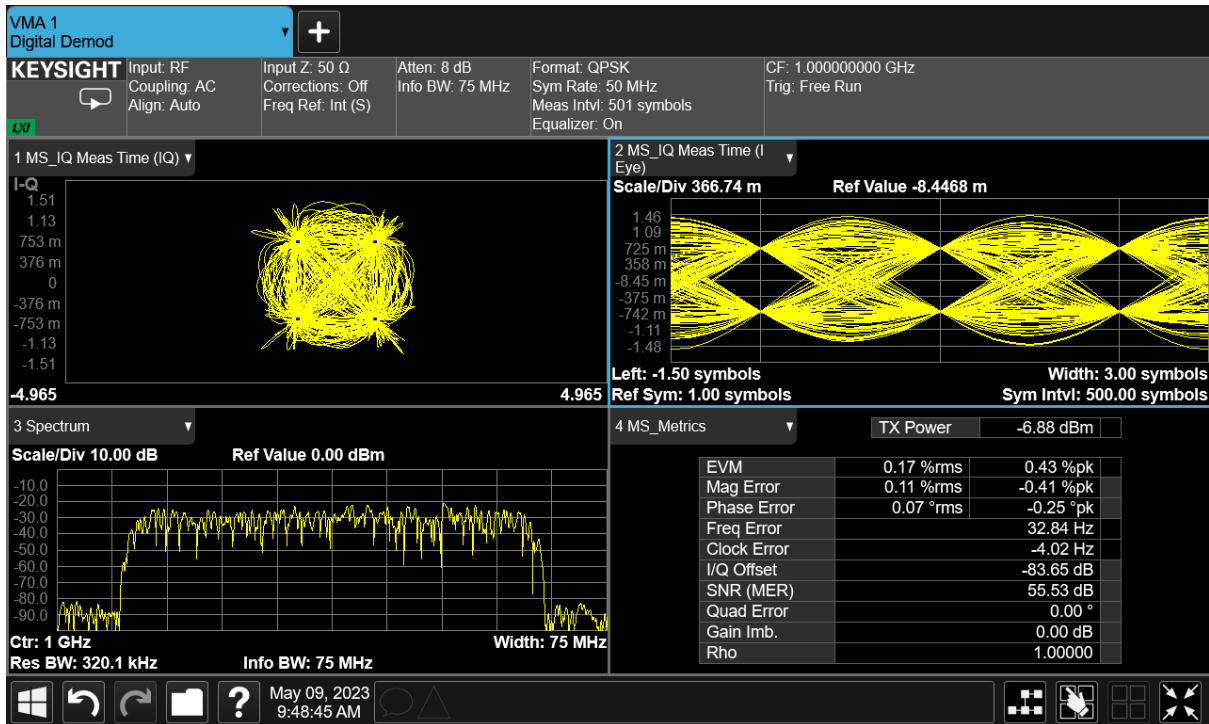 VMA 1
Digital Demod
KEYSIGHT
LXI
Input: RF
Coupling: AC
Align: Auto
Input Z: 50 Ω
Corrections: Off
Freq Ref: Int (S)
Atten: 8 dB
Info BW: 75 MHz
Format: QPSK
Sym Rate: 50 MHz
Meas Intvl: 501 symbols
Equalizer: On
CF: 1.000000000 GHz
Trig: Free Run
1 MS_IQ Meas Time (IQ)
I-Q
1.51
1.13
753 m
376 m
0
-376 m
-753 m
-1.13
-1.51
-4.965 4.965
2 MS_IQ Meas Time (I
Eye)
Scale/Div 366.74 m Ref Value -8.4468 m
1.46
1.09
725 m
358 m
-8.45 m
-375 m
-742 m
-1.11
-1.48
Left: -1.50 symbols Width: 3.00 symbols
Ref Sym: 1.00 symbols Sym Intvl: 500.00 symbols
3 Spectrum
Scale/Div 10.00 dB Ref Value 0.00 dBm
-10.0
-20.0
-30.0
-40.0
-50.0
-60.0
-70.0
-80.0
-90.0
Ctr: 1 GHz Width: 75 MHz
Res BW: 320.1 kHz Info BW: 75 MHz
4 MS_Metrics
TX Power -6.88 dBm
EVM 0.17 %rms 0.43 %pk
Mag Error 0.11 %rms -0.41 %pk
Phase Error 0.07 °rms -0.25 °pk
Freq Error 32.84 Hz
Clock Error -4.02 Hz
I/Q Offset -83.65 dB
SNR (MER) 55.53 dB
Quad Error 0.00 °
Gain Imb. 0.00 dB
Rho 1.00000
?
May 09, 2023
9:48:45 AM